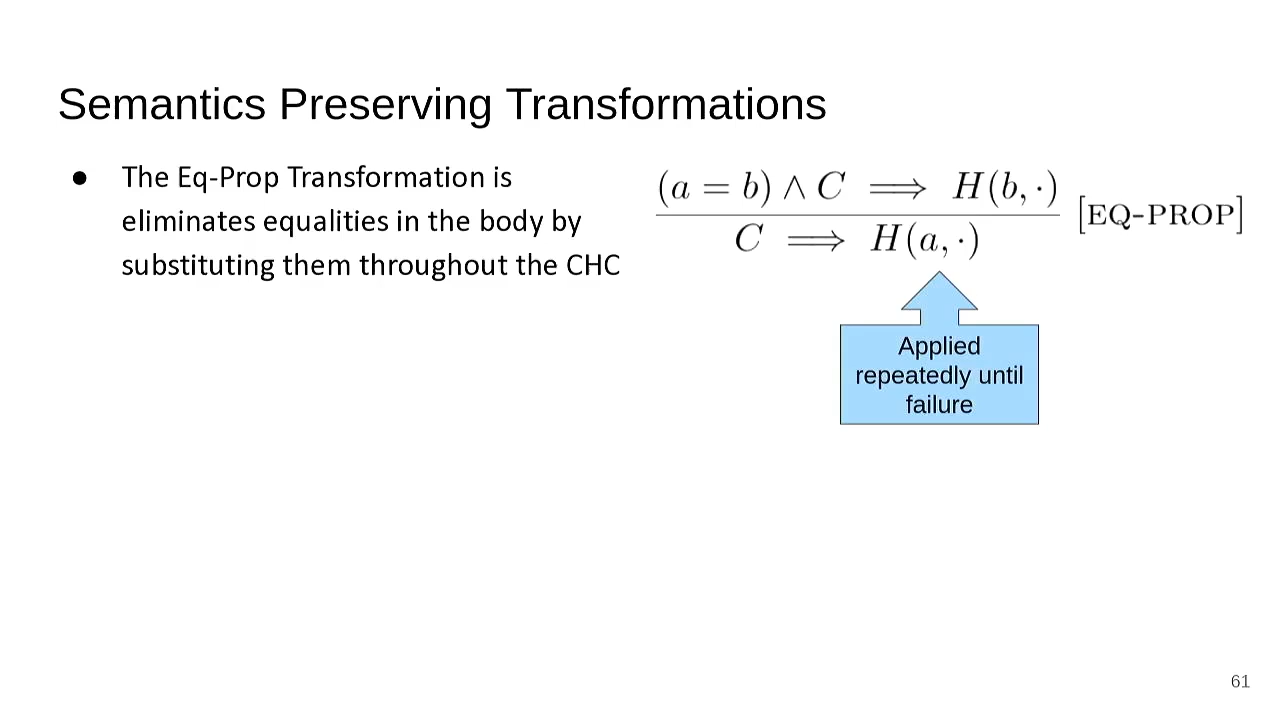 Semantics Preserving Transformations
● The Eq-Prop Transformation is
eliminates equalities in the body by
substituting them throughout the CHC
(a = b) ∧ C ⟹ H(b, ·)
C ⟹ H(a, ·)
[EQ-PROP]
Applied
repeatedly until
failure
61